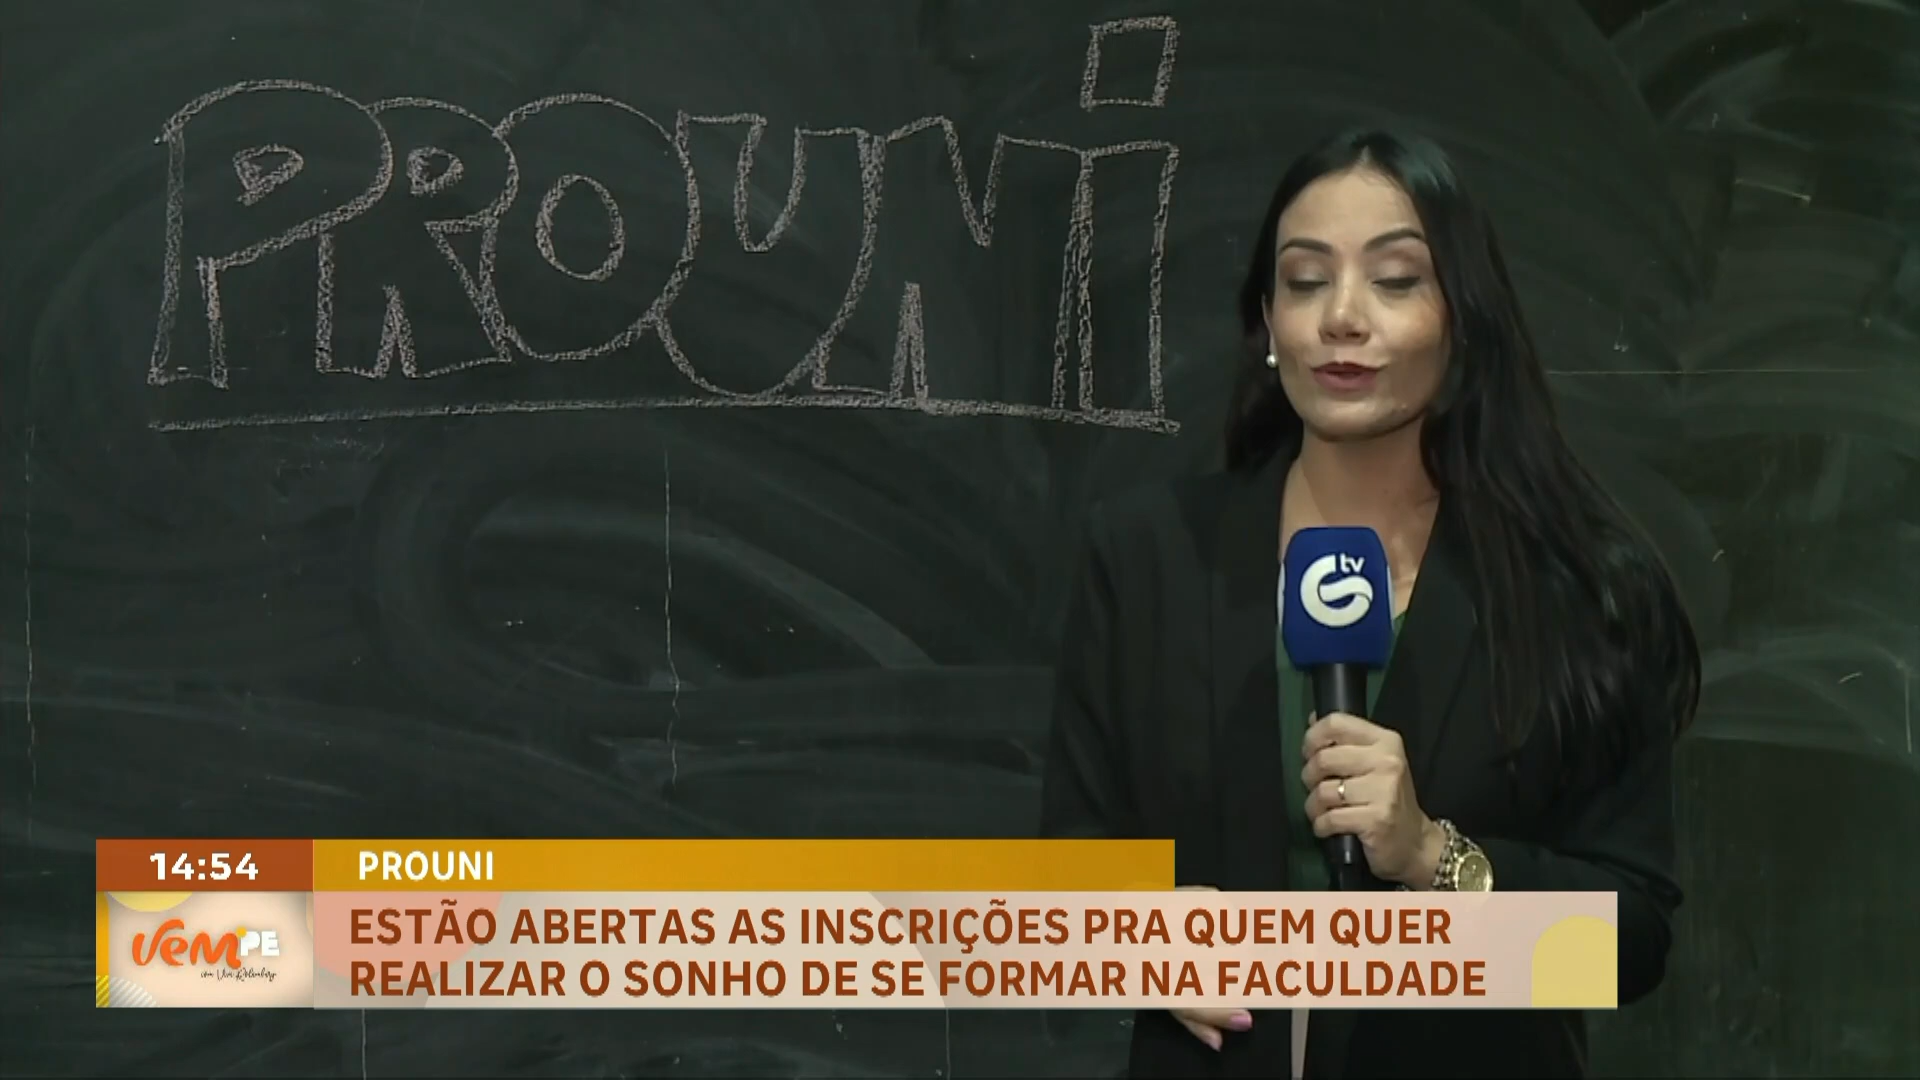 PROUNI
tv
14:54
PROUNI
VEM PE
ESTÃO ABERTAS AS INSCRIÇÕES PRA QUEM QUER
REALIZAR O SONHO DE SE FORMAR NA FACULDADE